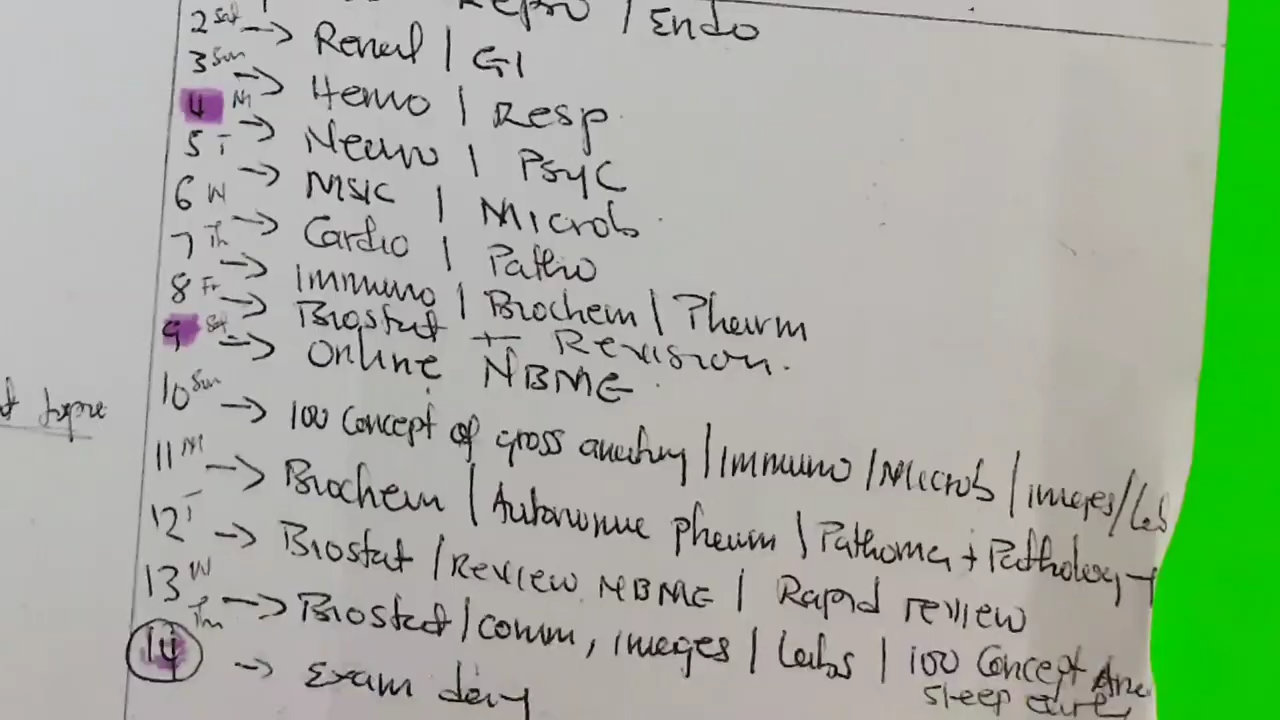 Repro / Endo
2 Sat → Renal / GI
3 Sun → Hemo | Resp
4 M → Neuro | Psyc
5 T → MSK | Microb
6 W → Cardio | Patho
7 Th → Immuno | Biochem | Pharm
8 Fr → Biostat + Revision.
9 Sat → Online NBME.
10 Sun → 100 Concept of gross anatomy | Immuno | Microb | images/Lab
11 M → Biochem | Autonomic pharm | Pathoma + Pathology
12 T → Biostat | Review NBME | Rapid review
13 W → Biostat | comm, images | Labs | 100 Concept Ana
sleep early
14 Th → Exam day